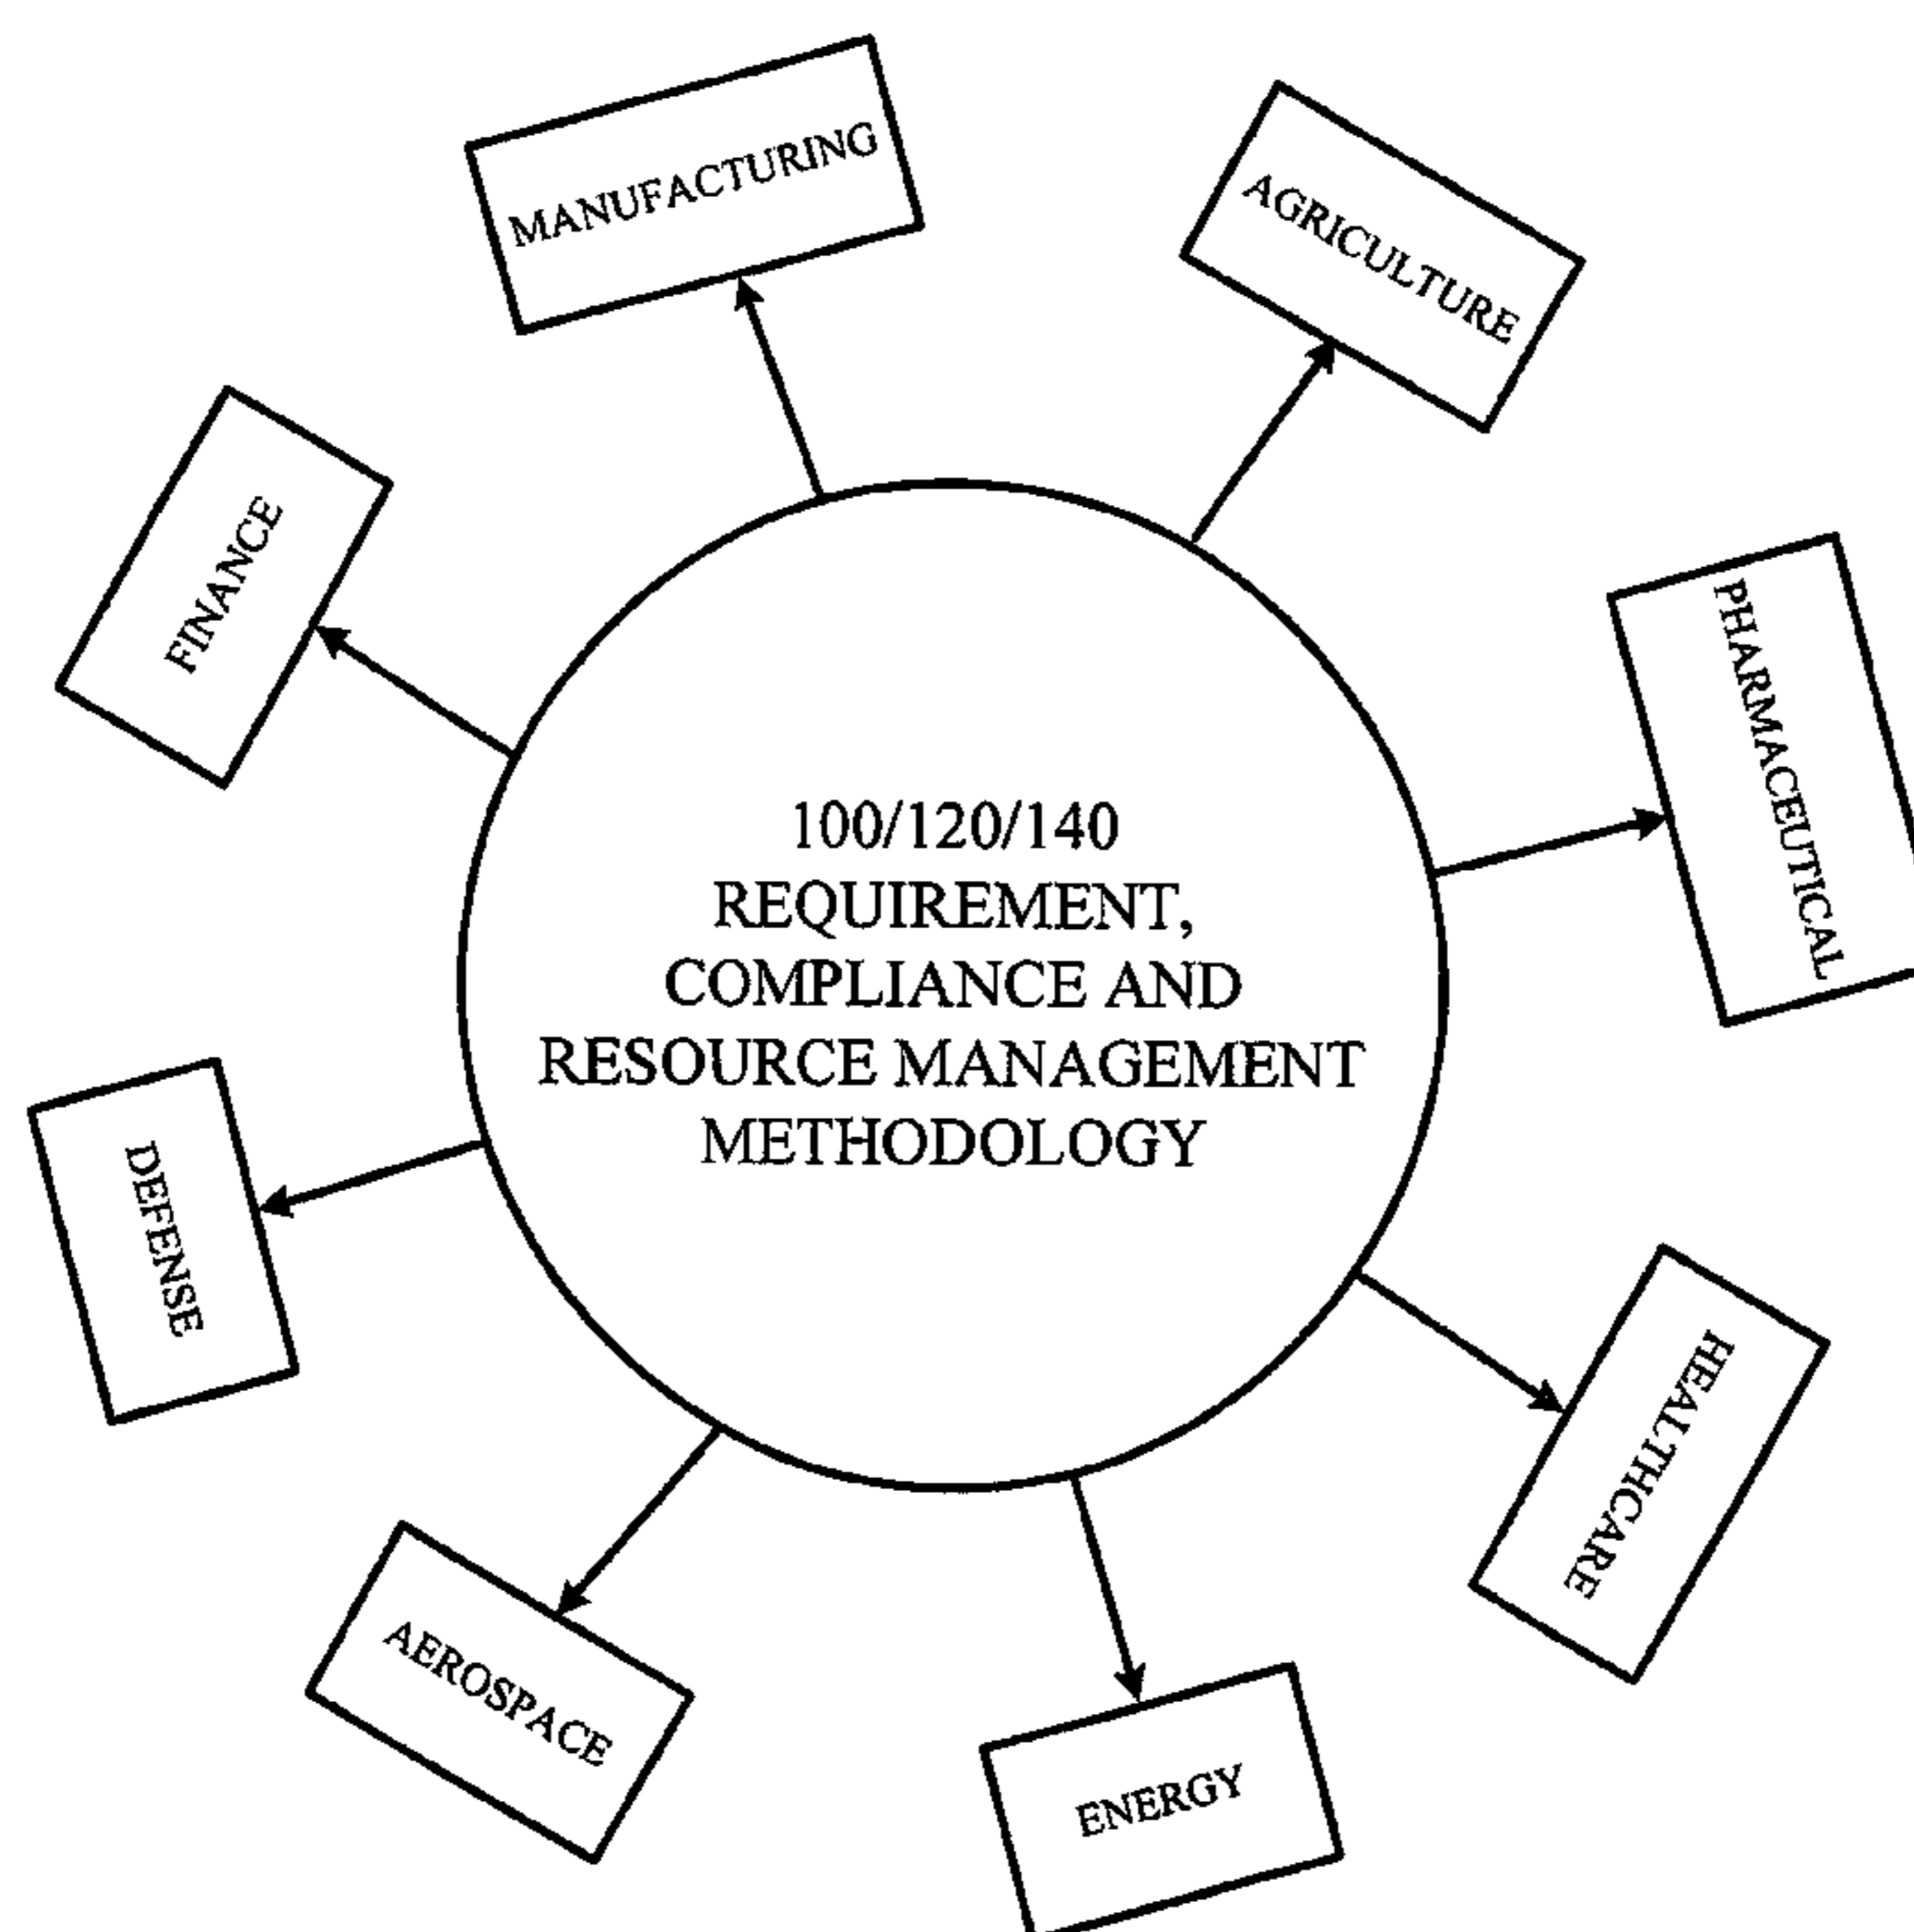 MANUFACTURING
AGRICULTURE
FINANCE
PHARMACEUTICAL
100/120/140
REQUIREMENT,
COMPLIANCE AND
RESOURCE MANAGEMENT
METHODOLOGY
DEFENSE
HEALTHCARE
AEROSPACE
ENERGY